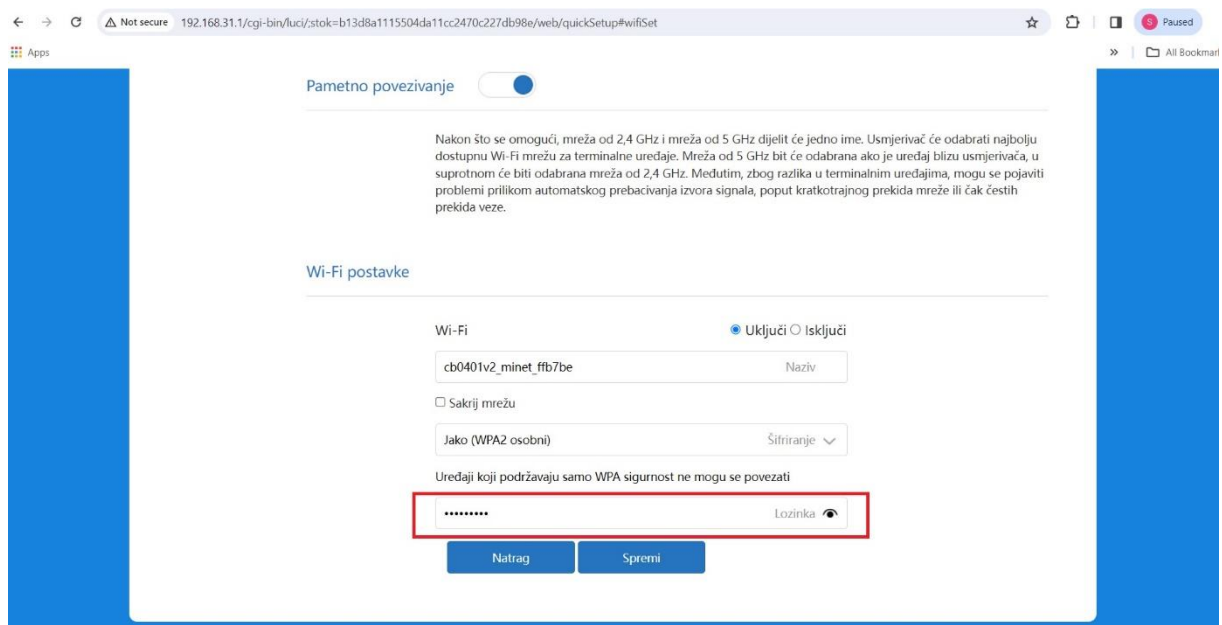 Not secure 192.168.31.1/cgi-bin/luci/;stok=b13d8a1115504da11cc2470c227db98e/web/quickSetup#wifiSet S Paused
Apps » All Bookmar
Pametno povezivanje
Nakon što se omogući, mreža od 2,4 GHz i mreža od 5 GHz dijelit će jedno ime. Usmjerivač će odabrati najbolju
dostupnu Wi-Fi mrežu za terminalne uređaje. Mreža od 5 GHz bit će odabrana ako je uređaj blizu usmjerivača, u
suprotnom će biti odabrana mreža od 2,4 GHz. Međutim, zbog razlika u terminalnim uređajima, mogu se pojaviti
problemi prilikom automatskog prebacivanja izvora signala, poput kratkotrajnog prekida mreže ili čak čestih
prekida veze.
Wi-Fi postavke
Wi-Fi Uključi Isključi
cb0401v2_minet_ffb7be Naziv
Sakrij mrežu
Jako (WPA2 osobni) Šifriranje
Uređaji koji podržavaju samo WPA sigurnost ne mogu se povezati
••••••••• Lozinka
Natrag Spremi